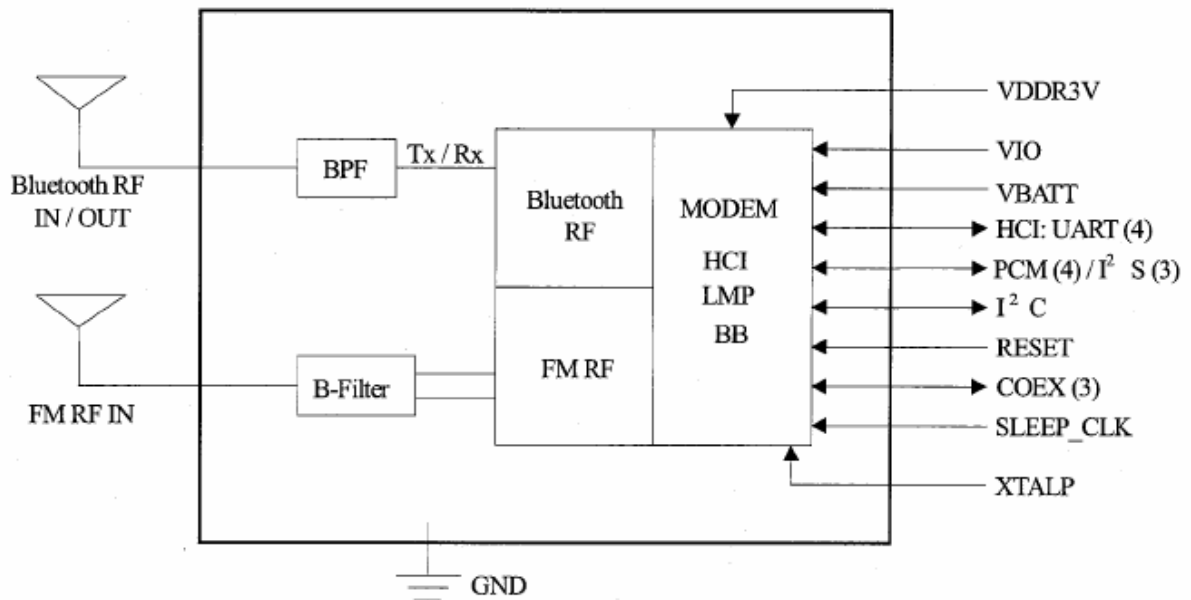 Bluetooth RF
IN / OUT
FM RF IN
BPF
Tx / Rx
B-Filter
Bluetooth
RF
FM RF
MODEM
HCI
LMP
BB
VDDR3V
VIO
VBATT
HCI: UART (4)
PCM (4) / I² S (3)
I² C
RESET
COEX (3)
SLEEP_CLK
XTALP
GND